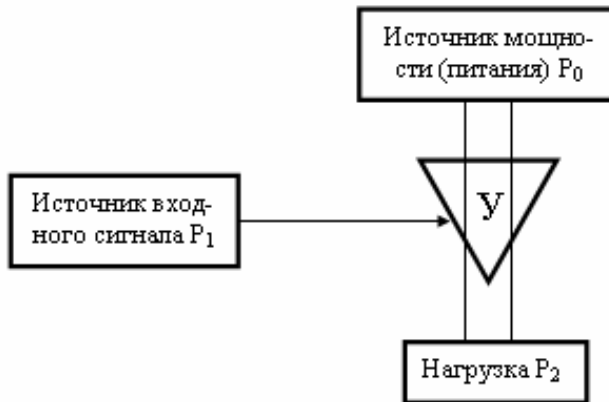 Источник мощно-
сти (питания) P₀
У
Источник вход-
ного сигнала P₁
Нагрузка P₂